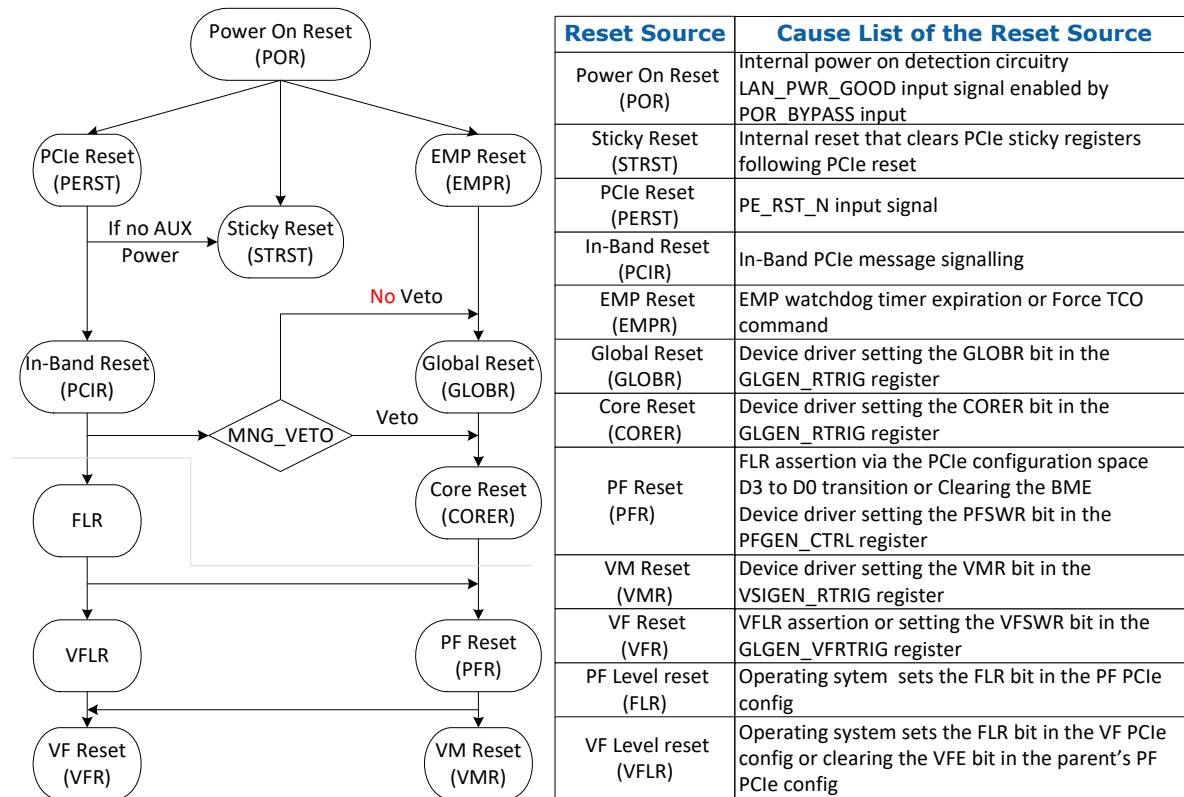 Power On Reset
(POR)
PCIe Reset
(PERST)
EMP Reset
(EMPR)
If no AUX
Power
Sticky Reset
(STRST)
No Veto
In-Band Reset
(PCIR)
Global Reset
(GLOBR)
MNG_VETO
Veto
FLR
Core Reset
(CORER)
VFLR
PF Reset
(PFR)
VF Reset
(VFR)
VM Reset
(VMR)
Reset Source
Cause List of the Reset Source
Power On Reset
(POR)
Internal power on detection circuitry
LAN_PWR_GOOD input signal enabled by
POR_BYPASS input
Sticky Reset
(STRST)
Internal reset that clears PCIe sticky registers
following PCIe reset
PCIe Reset
(PERST)
PE_RST_N input signal
In-Band Reset
(PCIR)
In-Band PCIe message signalling
EMP Reset
(EMPR)
EMP watchdog timer expiration or Force TCO
command
Global Reset
(GLOBR)
Device driver setting the GLOBR bit in the
GLGEN_RTRIG register
Core Reset
(CORER)
Device driver setting the CORER bit in the
GLGEN_RTRIG register
PF Reset
(PFR)
FLR assertion via the PCIe configuration space
D3 to D0 transition or Clearing the BME
Device driver setting the PFSWR bit in the
PFGEN_CTRL register
VM Reset
(VMR)
Device driver setting the VMR bit in the
VSIGEN_RTRIG register
VF Reset
(VFR)
VFLR assertion or setting the VFSWR bit in the
GLGEN_VFRTRIG register
PF Level reset
(FLR)
Operating sytem sets the FLR bit in the PF PCIe
config
VF Level reset
(VFLR)
Operating system sets the FLR bit in the VF PCIe
config or clearing the VFE bit in the parent’s PF
PCIe config